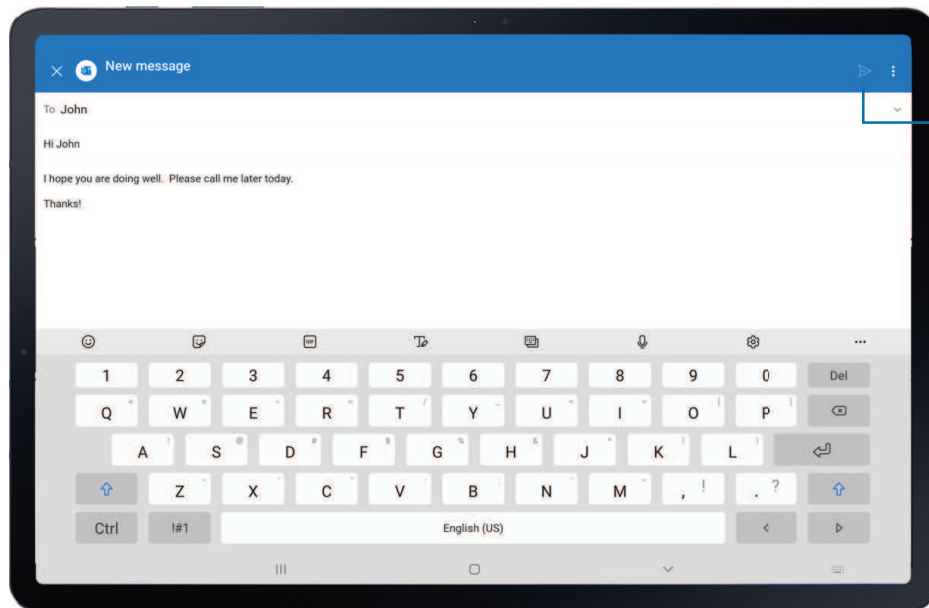 New message
To John
Hi John
I hope you are doing well. Please call me later today.
Thanks!
GIF
1 2 3 4 5 6 7 8 9 0 Del
Q W E R T Y U I O P
A S D F G H J K L
Z X C V B N M , ! . ?
Ctrl !#1 English (US)